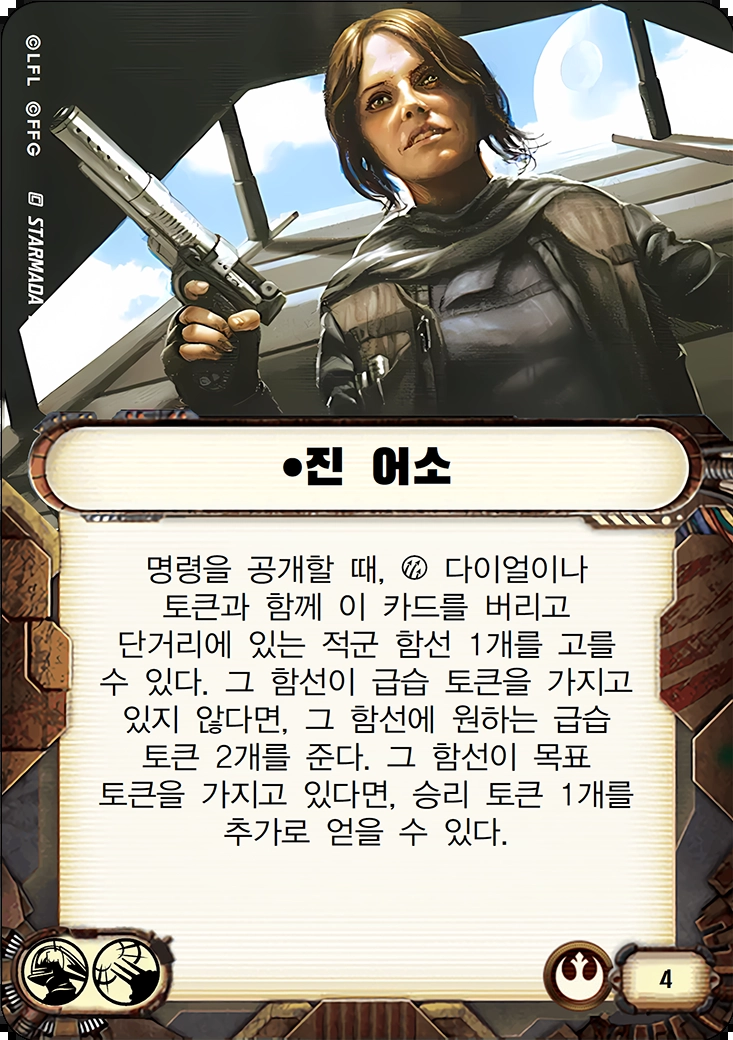 ©LFL ©FFG
STARMADA
•진 어소
명령을 공개할 때, 다이얼이나
토큰과 함께 이 카드를 버리고
단거리에 있는 적군 함선 1개를 고를
수 있다. 그 함선이 급습 토큰을 가지고
있지 않다면, 그 함선에 원하는 급습
토큰 2개를 준다. 그 함선이 목표
토큰을 가지고 있다면, 승리 토큰 1개를
추가로 얻을 수 있다.
4